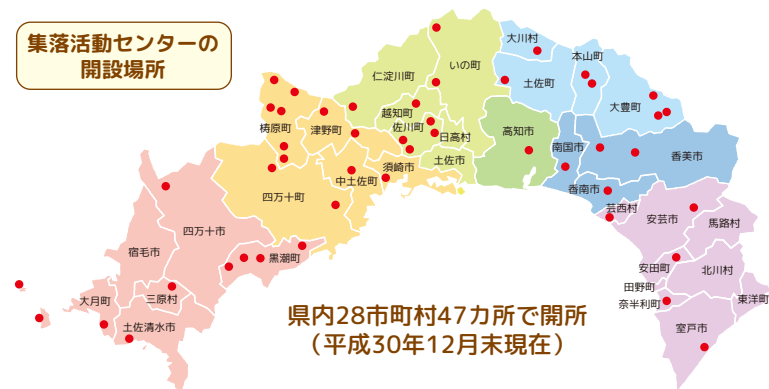 集落活動センターの
開設場所
大川村
本山町
いの町
仁淀川町
土佐町
大豊町
越知町
佐川町
日高村
高知市
南国市
香美市
梼原町
津野町
土佐市
須崎市
中土佐町
香南市
四万十町
芸西村
安芸市
馬路村
四万十市
宿毛市
黒潮町
安田町
北川村
田野町
奈半利町
東洋町
大月町
三原村
土佐清水市
室戸市
県内28市町村47カ所で開所
（平成30年12月末現在）